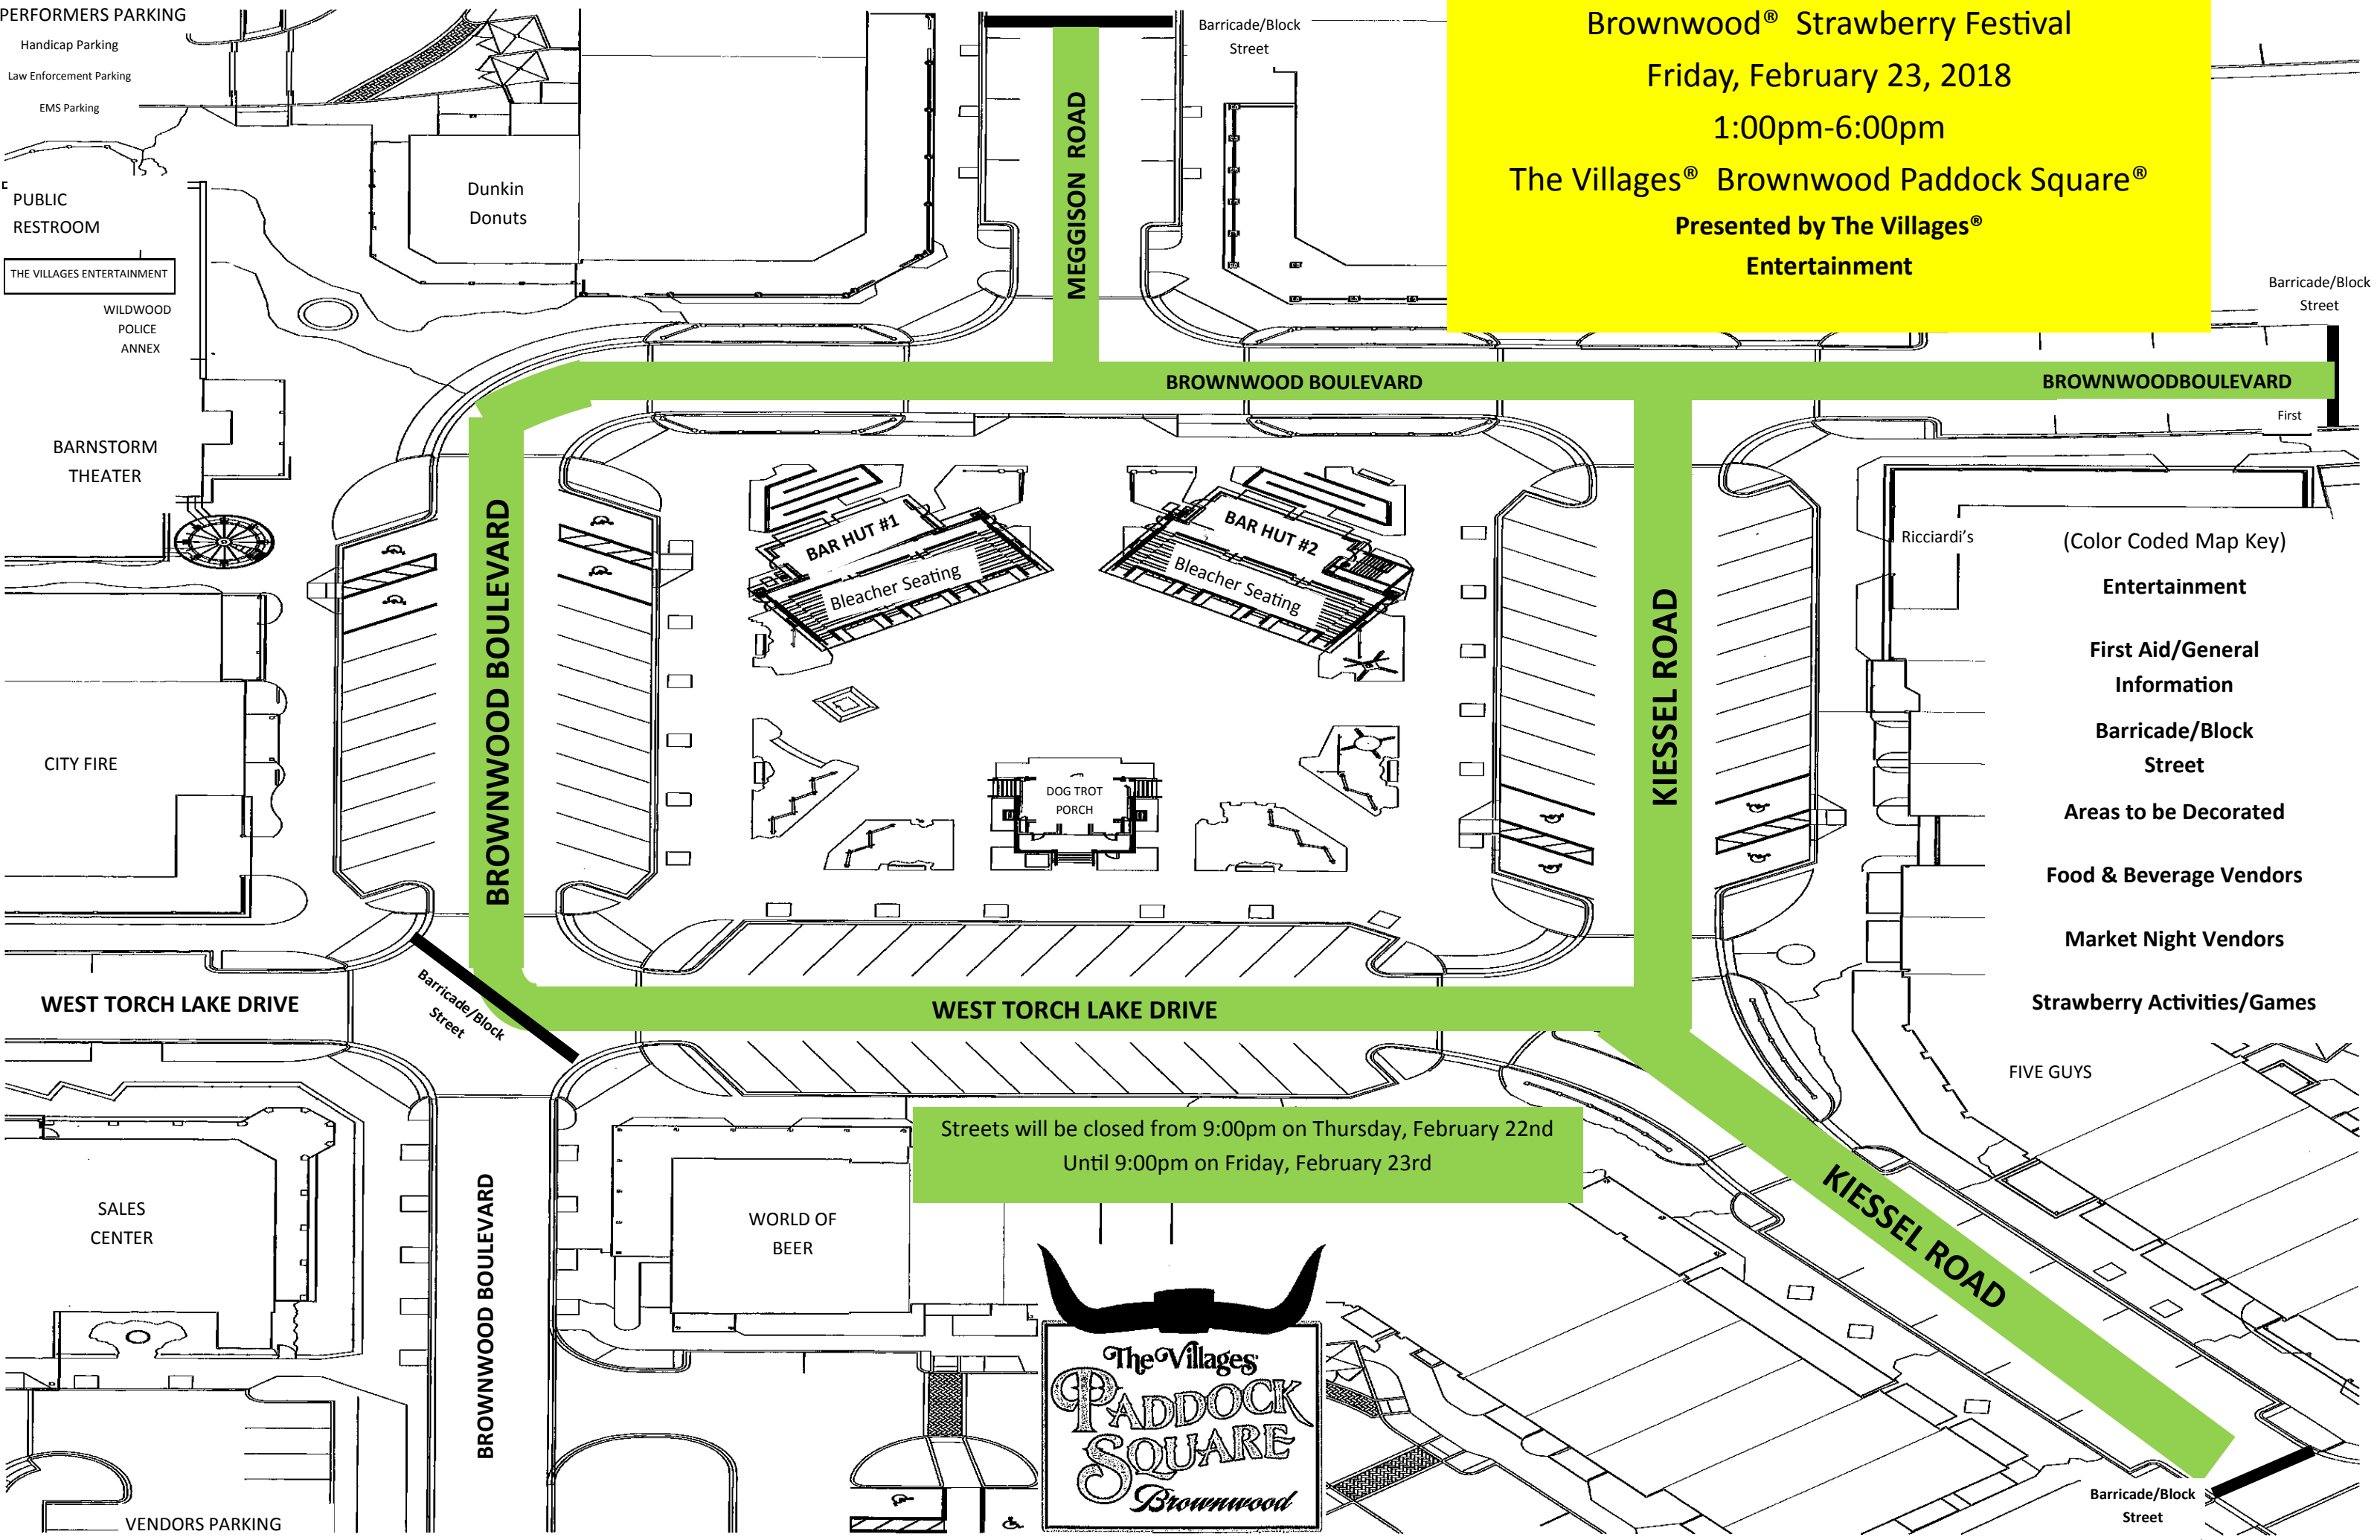 PERFORMERS PARKING
Handicap Parking
Law Enforcement Parking
EMS Parking
PUBLIC
RESTROOM
THE VILLAGES ENTERTAINMENT
WILDWOOD
POLICE
ANNEX
BARNSTORM
THEATER
CITY FIRE
WEST TORCH LAKE DRIVE
SALES
CENTER
VENDORS PARKING
Dunkin
Donuts
MEGGISON ROAD
Barricade/Block
Street
Brownwood® Strawberry Festival
Friday, February 23, 2018
1:00pm-6:00pm
The Villages® Brownwood Paddock Square®
Presented by The Villages®
Entertainment
Barricade/Block
Street
BROWNWOOD BOULEVARD
BROWNWOODBOULEVARD
First
BROWNWOOD BOULEVARD
BAR HUT #1
Bleacher Seating
BAR HUT #2
Bleacher Seating
DOG TROT
PORCH
KIESSEL ROAD
Ricciardi's
(Color Coded Map Key)
Entertainment
First Aid/General
Information
Barricade/Block
Street
Areas to be Decorated
Food & Beverage Vendors
Market Night Vendors
Strawberry Activities/Games
FIVE GUYS
Barricade/Block
Street
WEST TORCH LAKE DRIVE
Streets will be closed from 9:00pm on Thursday, February 22nd
Until 9:00pm on Friday, February 23rd
BROWNWOOD BOULEVARD
WORLD OF
BEER
KIESSEL ROAD
The Villages
PADDOCK
SQUARE
Brownwood
Barricade/Block
Street